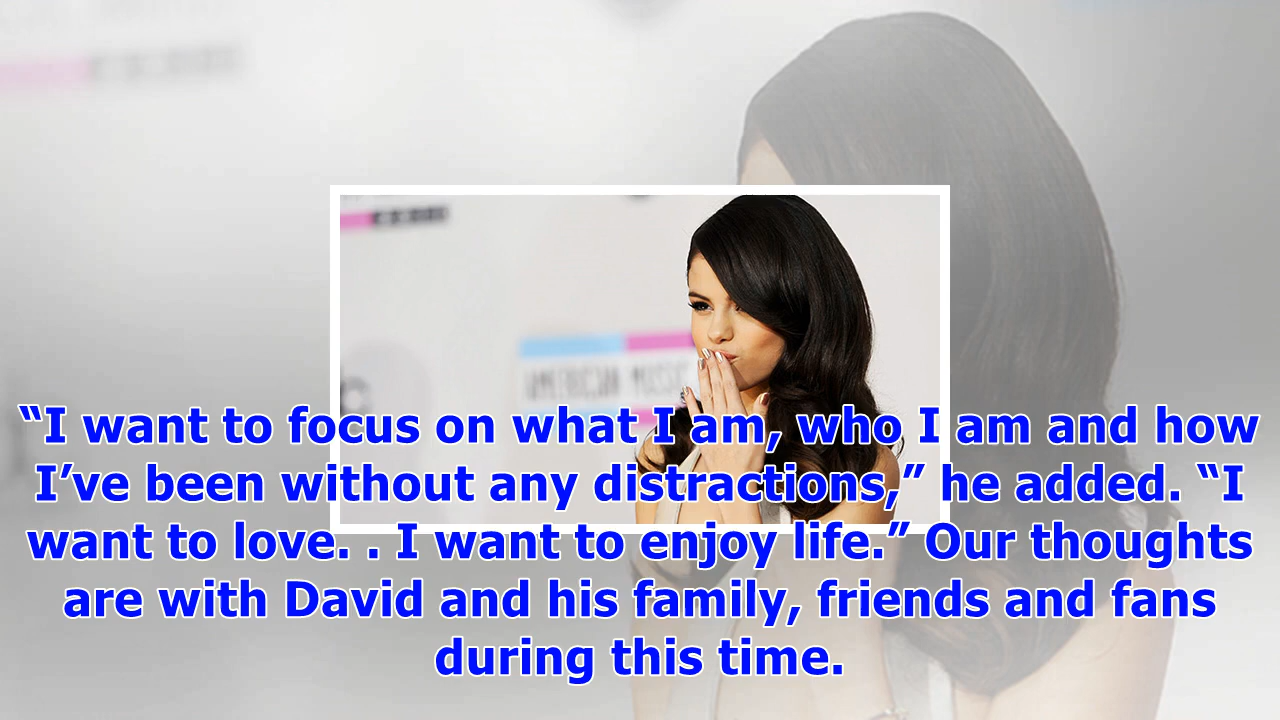 AMERICAN MUSIC
“I want to focus on what I am, who I am and how
I’ve been without any distractions,” he added. “I
want to love. . I want to enjoy life.” Our thoughts
are with David and his family, friends and fans
during this time.